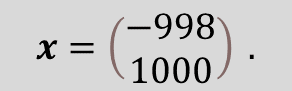 x = (−998
1000) .